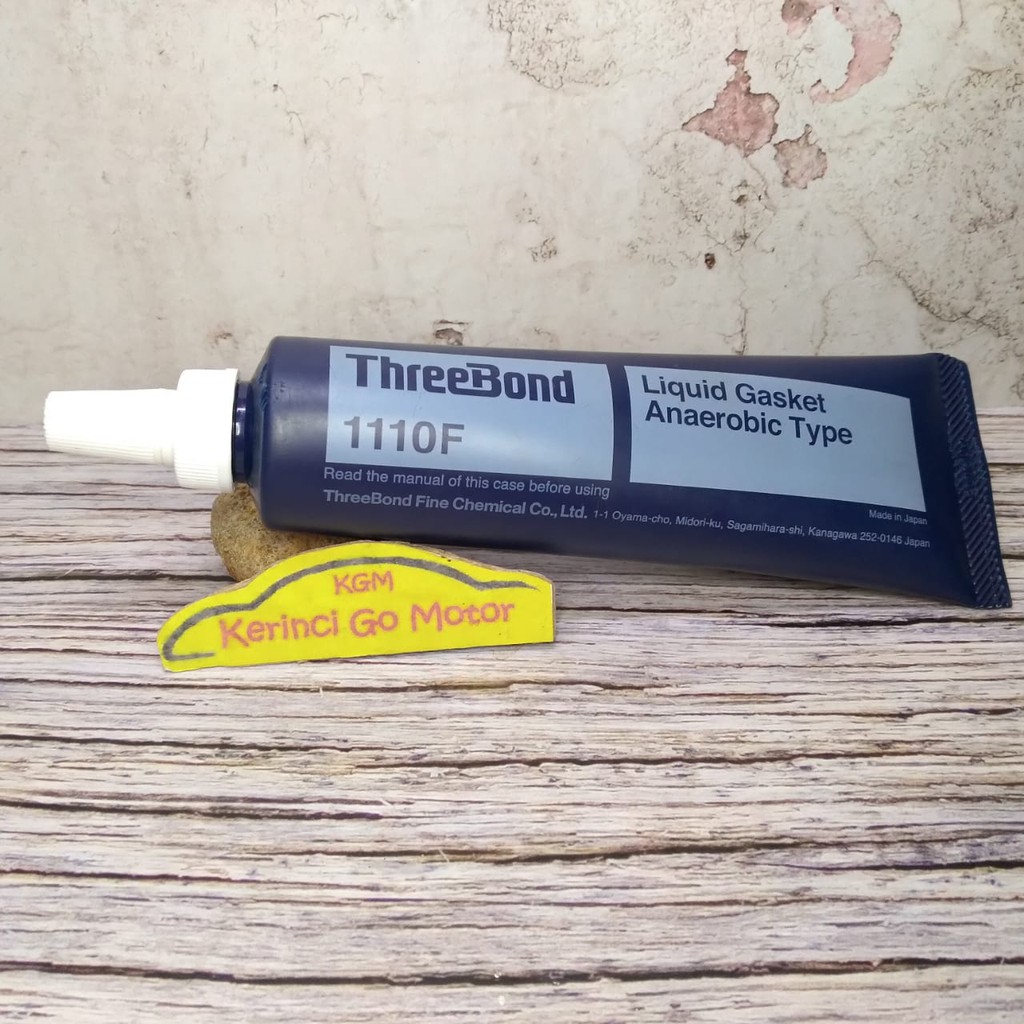 ThreeBond
1110F
Liquid Gasket
Anaerobic Type
Read the manual of this case before using
ThreeBond Fine Chemical Co., Ltd. 1-1 Oyama-cho, Midori-ku, Sagamihara-shi, Kanagawa 252-0146 Japan
Made in Japan
KGM
Kerinci Go Motor